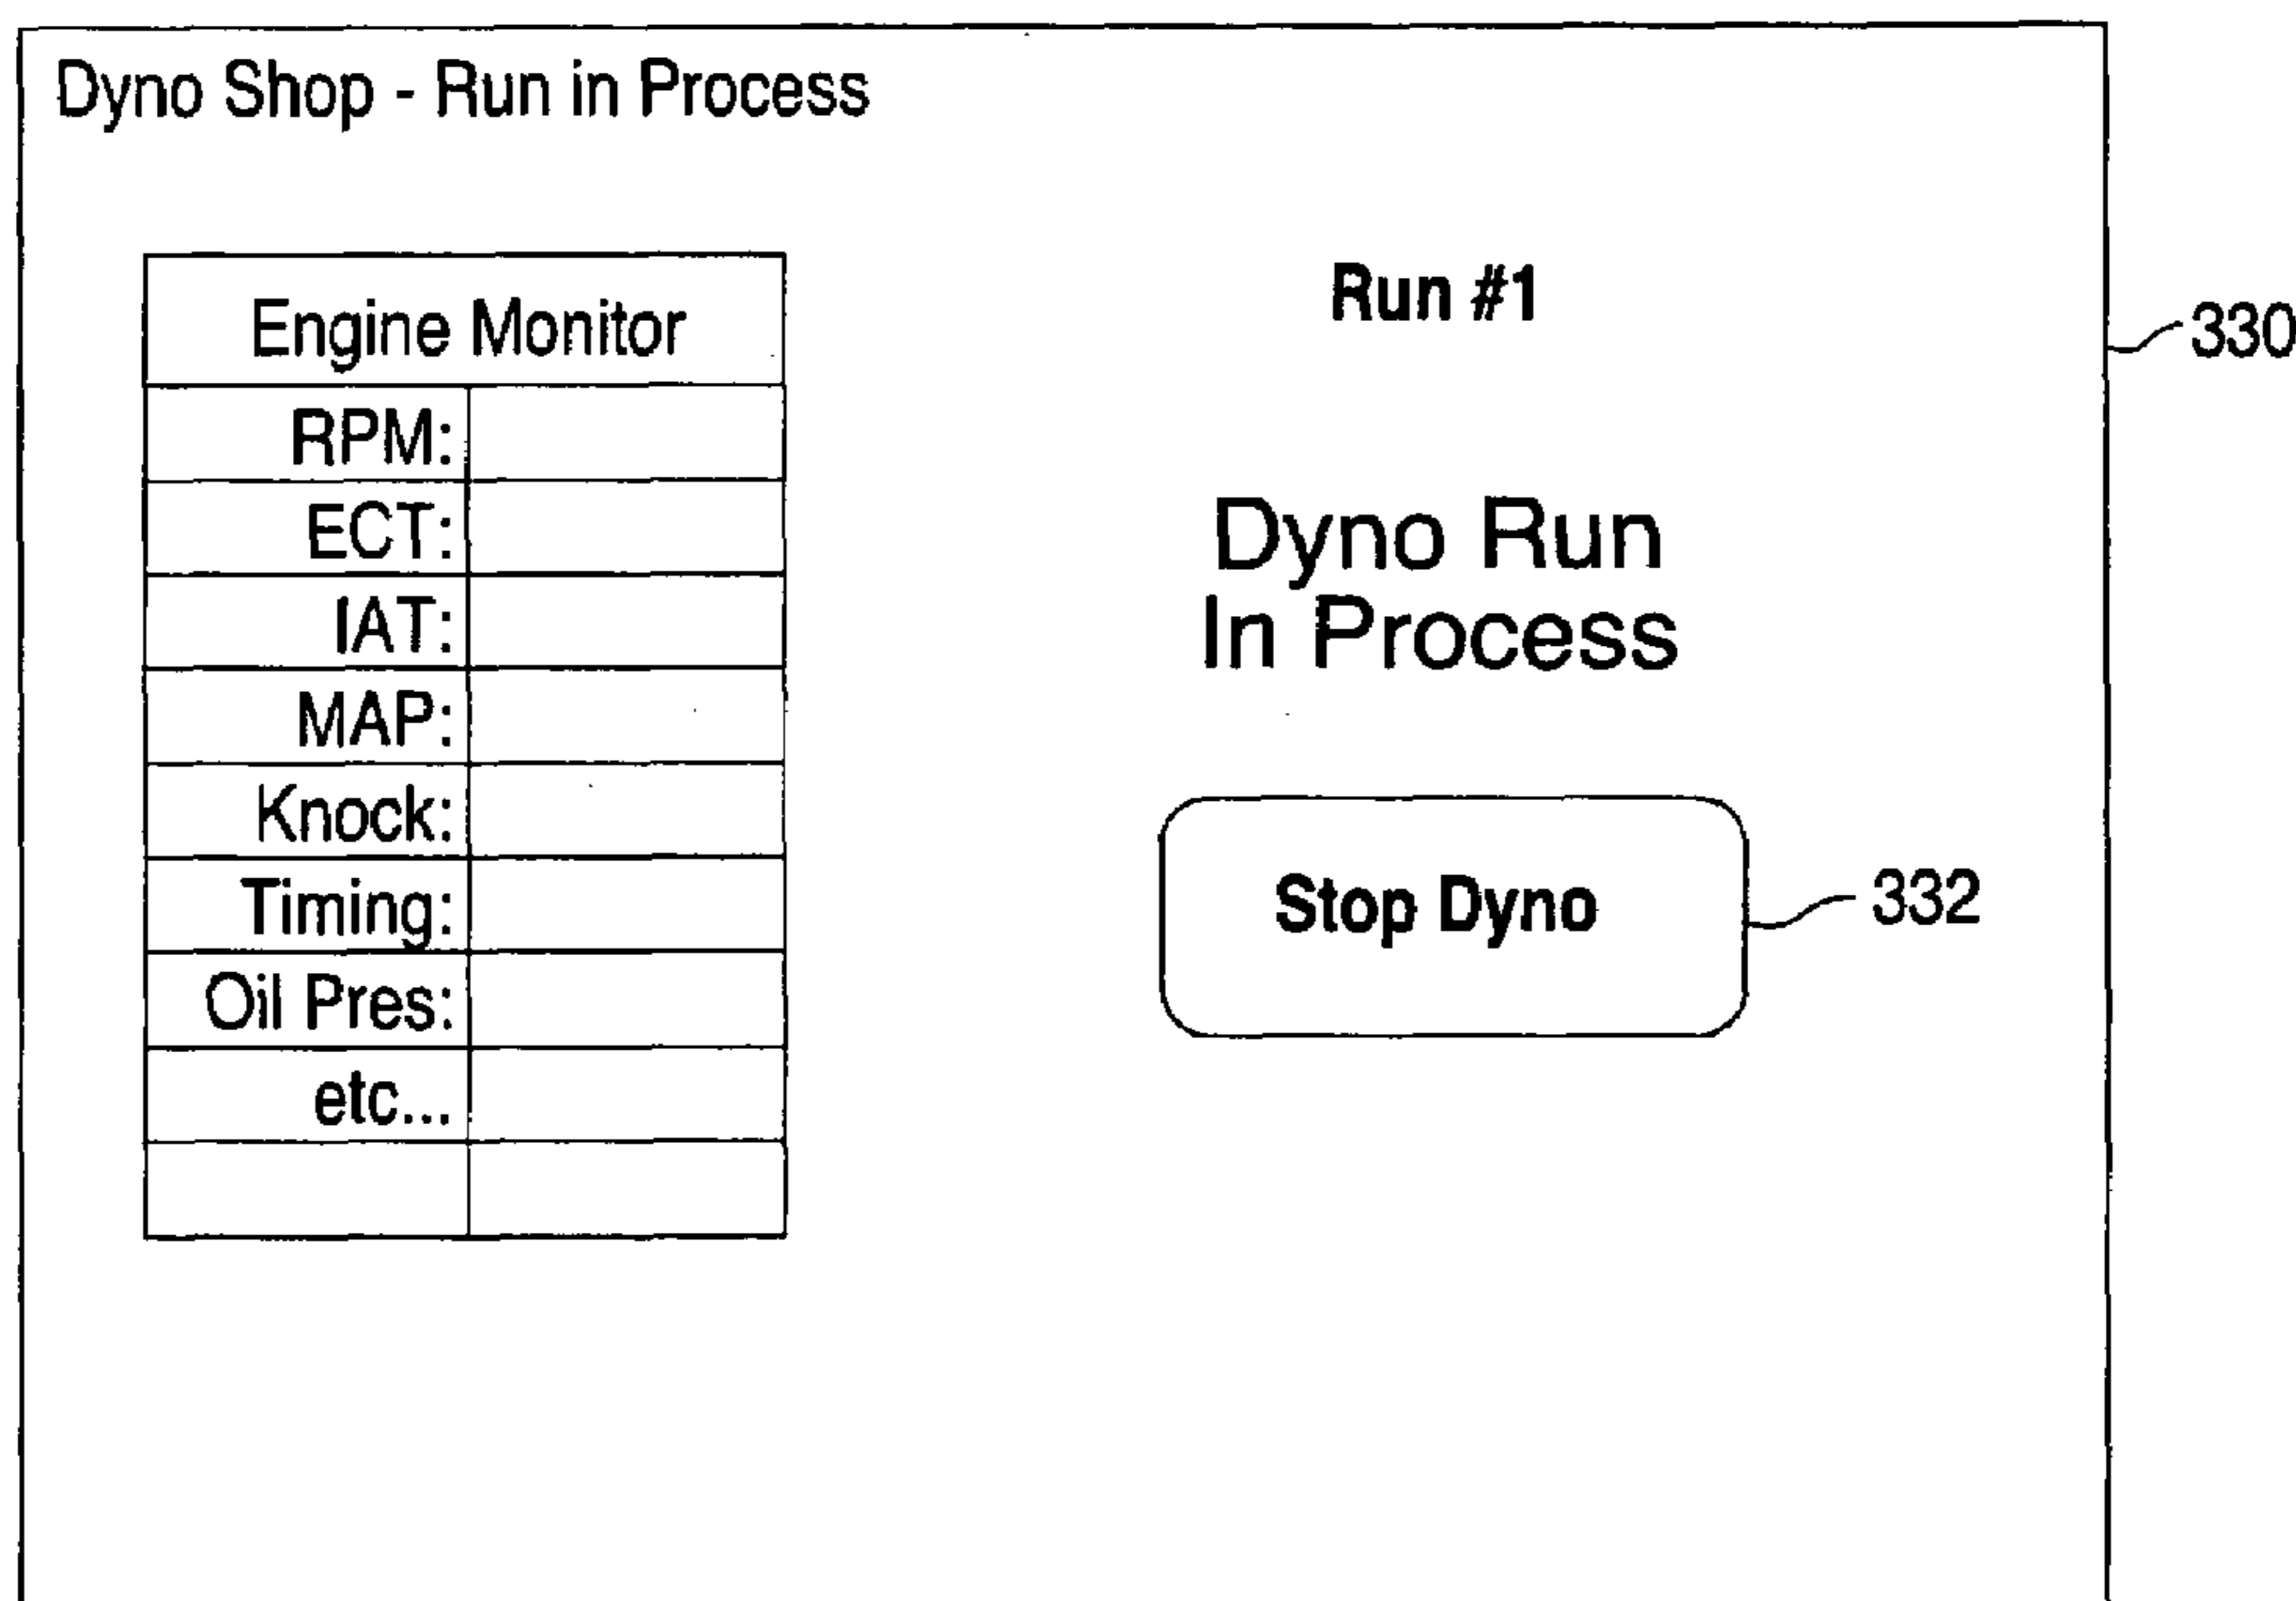 Dyno Shop - Run in Process
Engine Monitor
RPM:
ECT:
IAT:
MAP:
Knock:
Timing:
Oil Pres:
etc...
Run #1
Dyno Run
In Process
Stop Dyno
330
332